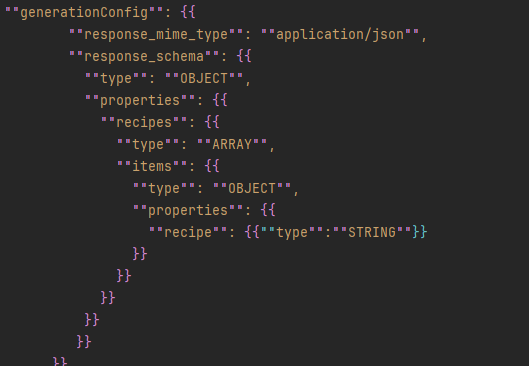 ""generationConfig"": {{
""response_mime_type"": ""application/json"",
""response_schema"": {{
""type"": ""OBJECT"",
""properties"": {{
""recipes"": {{
""type"": ""ARRAY"",
""items"": {{
""type"": ""OBJECT"",
""properties"": {{
""recipe"": {{""type"":""STRING""}}
}}
}}
}}
}}
}}
}}